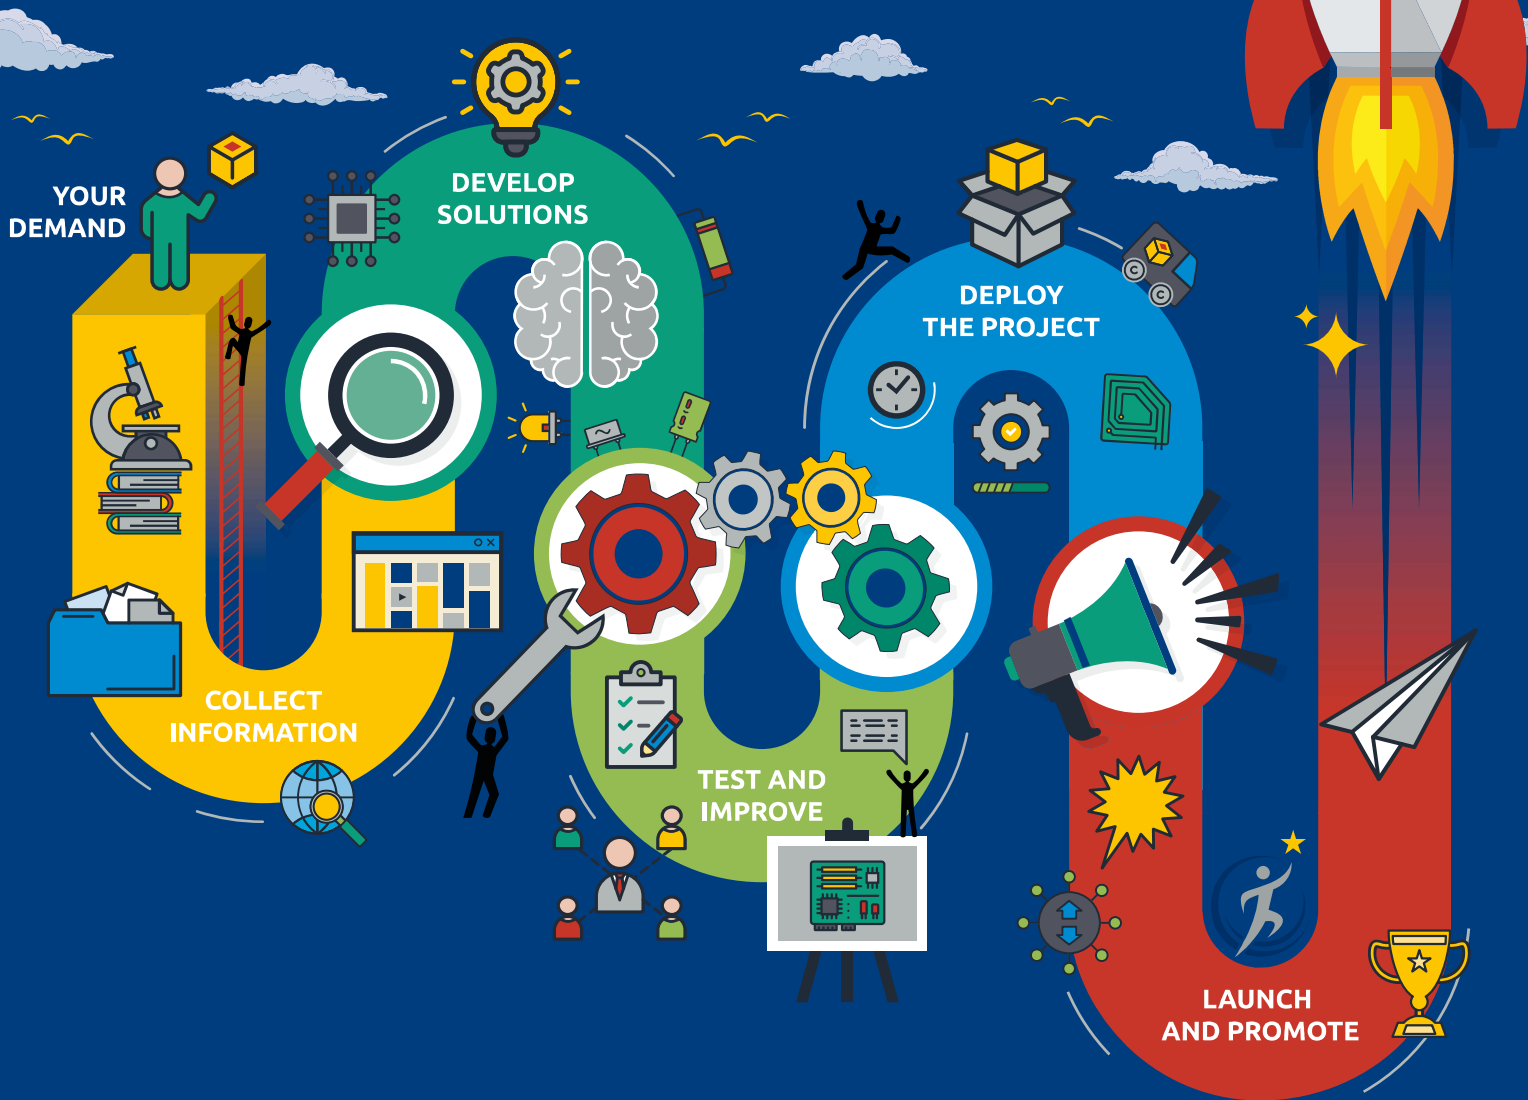 YOUR
DEMAND
COLLECT
INFORMATION
DEVELOP
SOLUTIONS
TEST AND
IMPROVE
DEPLOY
THE PROJECT
C
C
LAUNCH
AND PROMOTE